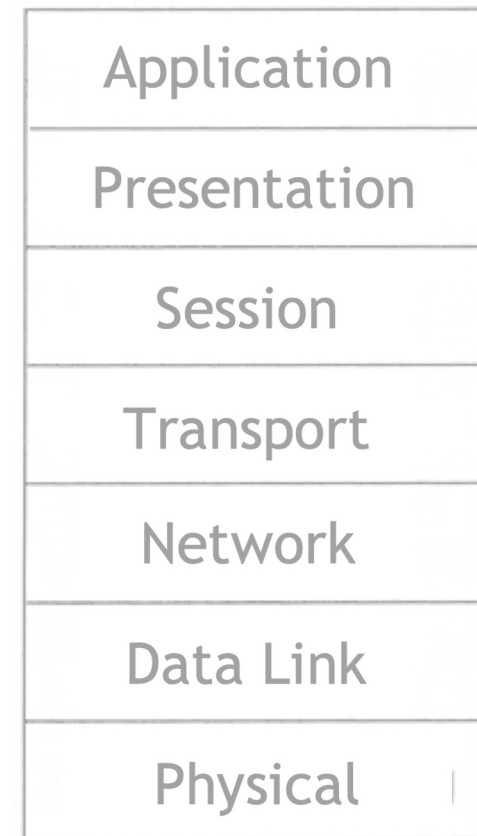 Application
Presentation
Session
Transport
Network
Data Link
Physical